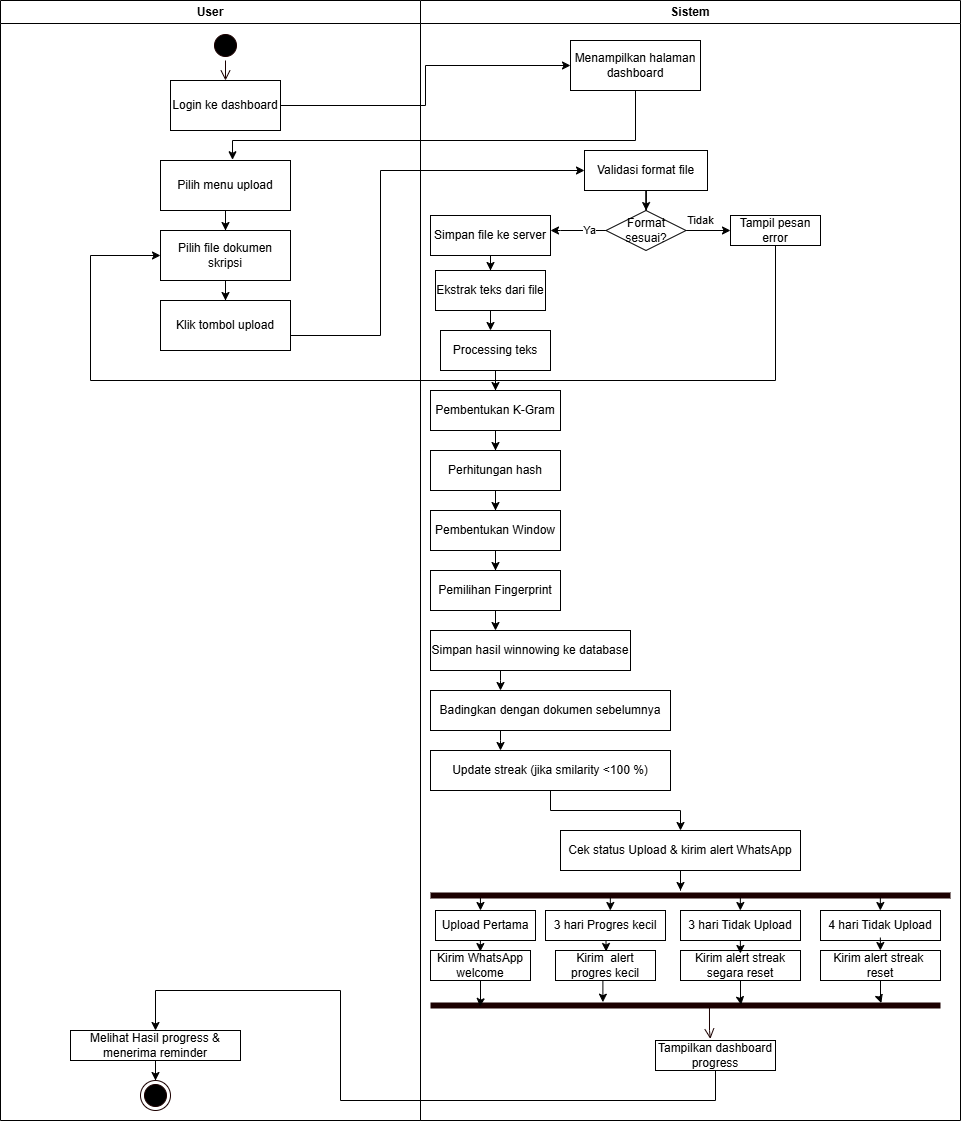 User
Sistem
Menampilkan halaman
dashboard
Login ke dashboard
Pilih menu upload
Validasi format file
Format
sesuai?
Ya
Tidak
Tampil pesan
error
Simpan file ke server
Pilih file dokumen
skripsi
Ekstrak teks dari file
Klik tombol upload
Processing teks
Pembentukan K-Gram
Perhitungan hash
Pembentukan Window
Pemilihan Fingerprint
Simpan hasil winnowing ke database
Badingkan dengan dokumen sebelumnya
Update streak (jika smilarity <100 %)
Cek status Upload & kirim alert WhatsApp
Upload Pertama
3 hari Progres kecil
3 hari Tidak Upload
4 hari Tidak Upload
Kirim WhatsApp
welcome
Kirim alert
progres kecil
Kirim alert streak
segara reset
Kirim alert streak
reset
Melihat Hasil progress &
menerima reminder
Tampilkan dashboard
progress